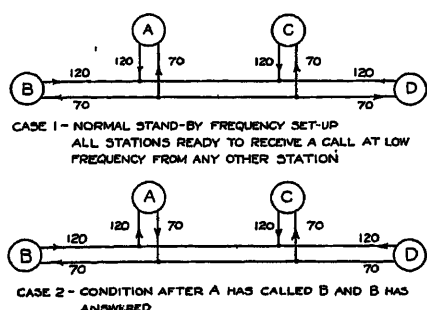 A C
120 70 120 70
120 120
B D
70 70
CASE 1 - NORMAL STAND-BY FREQUENCY SET-UP
ALL STATIONS READY TO RECEIVE A CALL AT LOW
FREQUENCY FROM ANY OTHER STATION
A C
120 70 120 70
120 120
B D
70 70
CASE 2 - CONDITION AFTER A HAS CALLED B AND B HAS
ANSWERED